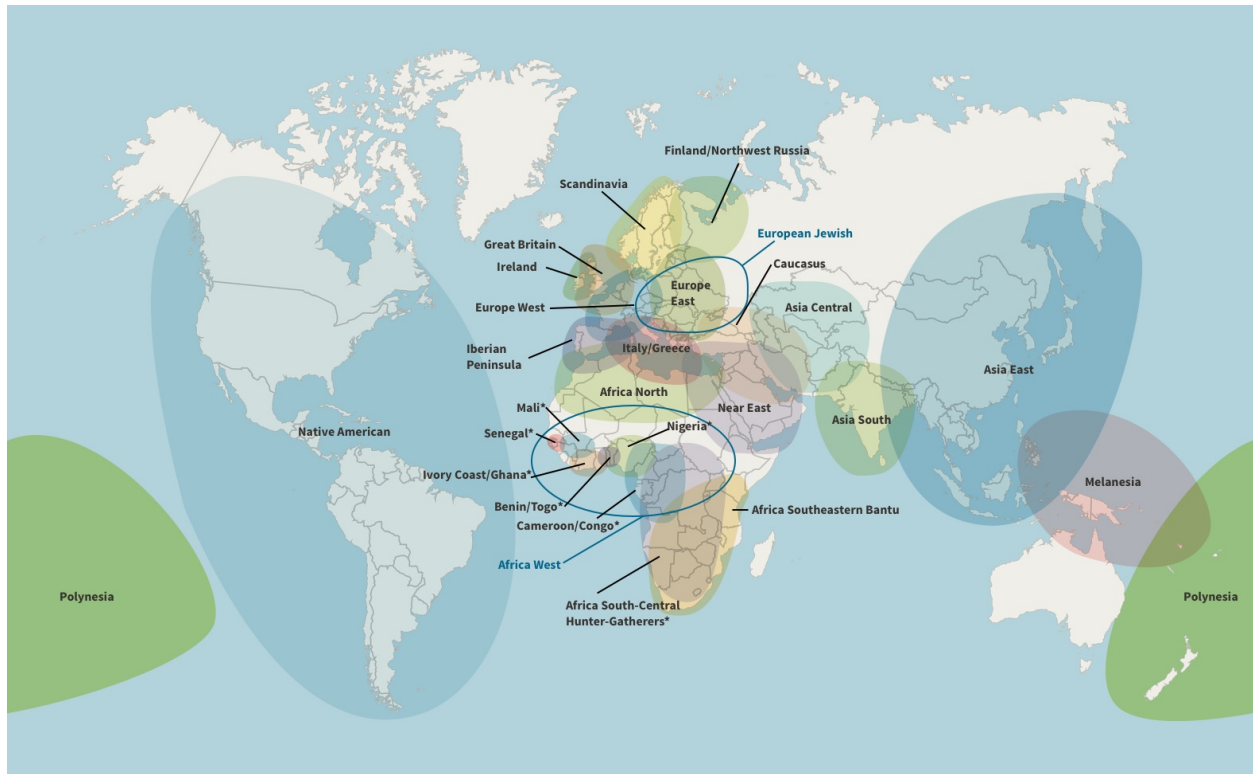 Finland/Northwest Russia
Scandinavia
European Jewish
Great Britain
Caucasus
Ireland
Europe
East
Europe West
Asia Central
Iberian
Peninsula
Italy/Greece
Asia East
Africa North
Mali*
Near East
Asia South
Nigeria*
Native American
Senegal*
Ivory Coast/Ghana*
Melanesia
Benin/Togo*
Africa Southeastern Bantu
Cameroon/Congo*
Africa West
Polynesia
Polynesia
Africa South-Central
Hunter-Gatherers*